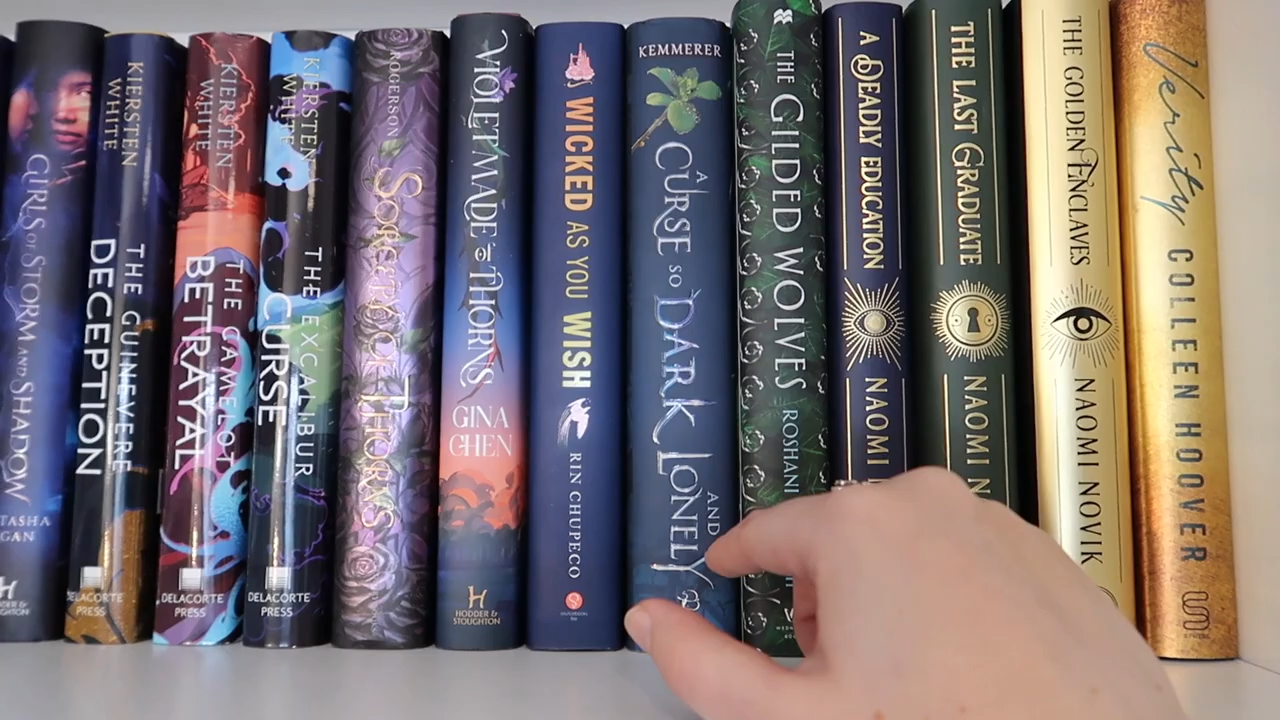 GIRLS OF STORM AND SHADOW
TASHA
GAN
KIERSTEN
WHITE
THE GUINEVERE
DECEPTION
DELACORTE
PRESS
KIERSTEN
WHITE
THE CAMELOT
BETRAYAL
DELACORTE
PRESS
KIERSTEN
WHITE
THE EXCALIBUR
CURSE
DELACORTE
PRESS
ROGERSON
SORCERY OF THORNS
VIOLET MADE of THORNS
GINA
CHEN
H
HODDER &
STOUGHTON
WICKED AS YOU WISH
RIN CHUPECO
KEMMERER
A CURSE SO DARK AND LONELY
THE GILDED WOLVES
ROSHANI
A DEADLY EDUCATION
NAOMI
THE LAST GRADUATE
NAOMI N
THE GOLDEN ENCLAVES
NAOMI NOVIK
Verity COLLEEN HOOVER